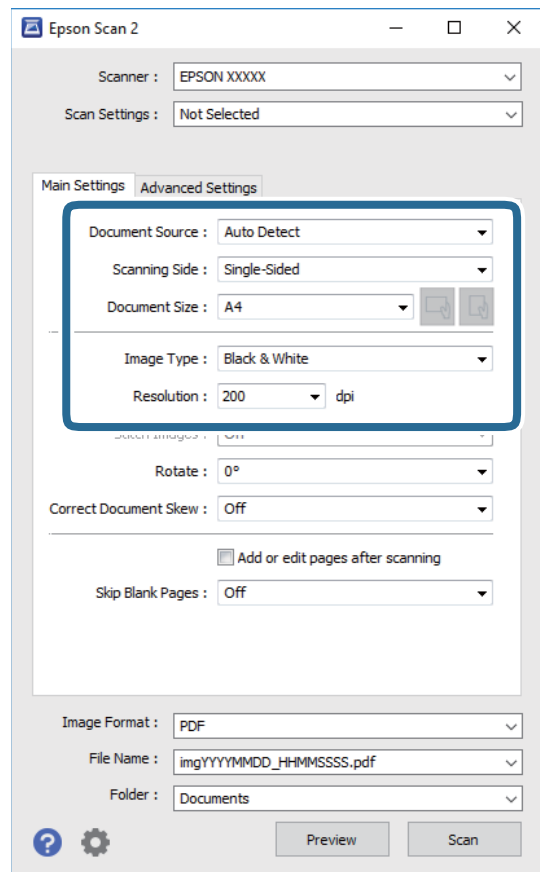 Epson Scan 2
Scanner : EPSON XXXXX
Scan Settings : Not Selected
Main Settings Advanced Settings
Document Source : Auto Detect
Scanning Side : Single-Sided
Document Size : A4
Image Type : Black & White
Resolution : 200 dpi
Stitch Images : Off
Rotate : 0°
Correct Document Skew : Off
Add or edit pages after scanning
Skip Blank Pages : Off
Image Format : PDF
File Name : imgYYYYMMDD_HHMMSSSS.pdf
Folder : Documents
? Preview Scan